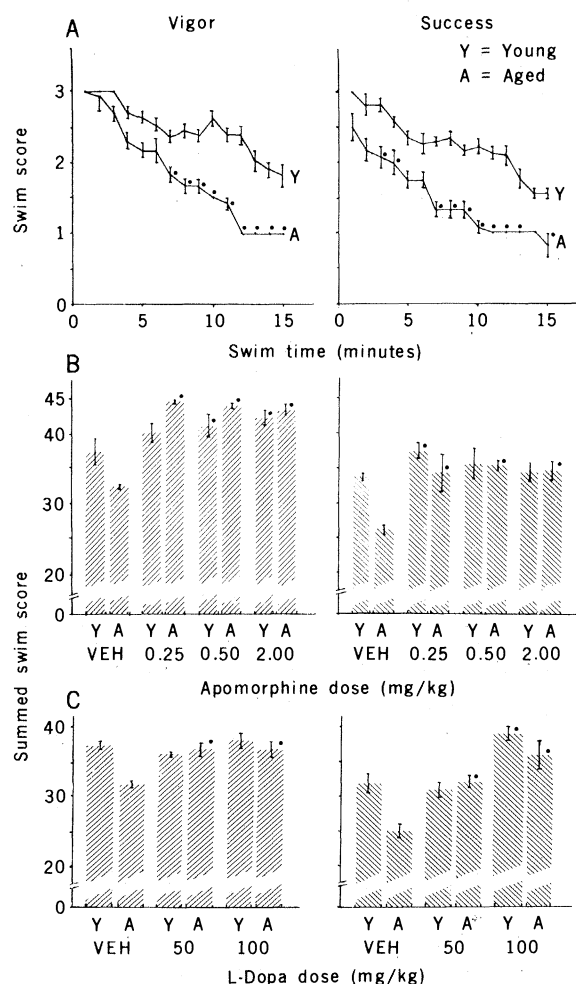 A
Vigor
Success
Y = Young
A = Aged
Swim score
3
2
1
0
Y
A
Y
A
0 5 10 15
0 5 10 15
Swim time (minutes)
B
Summed swim score
45
40
30
20
0
Y A Y A Y A Y A
VEH 0.25 0.50 2.00
Y A Y A Y A Y A
VEH 0.25 0.50 2.00
Apomorphine dose (mg/kg)
C
40
30
20
0
Y A Y A Y A
VEH 50 100
Y A Y A Y A
VEH 50 100
L-Dopa dose (mg/kg)